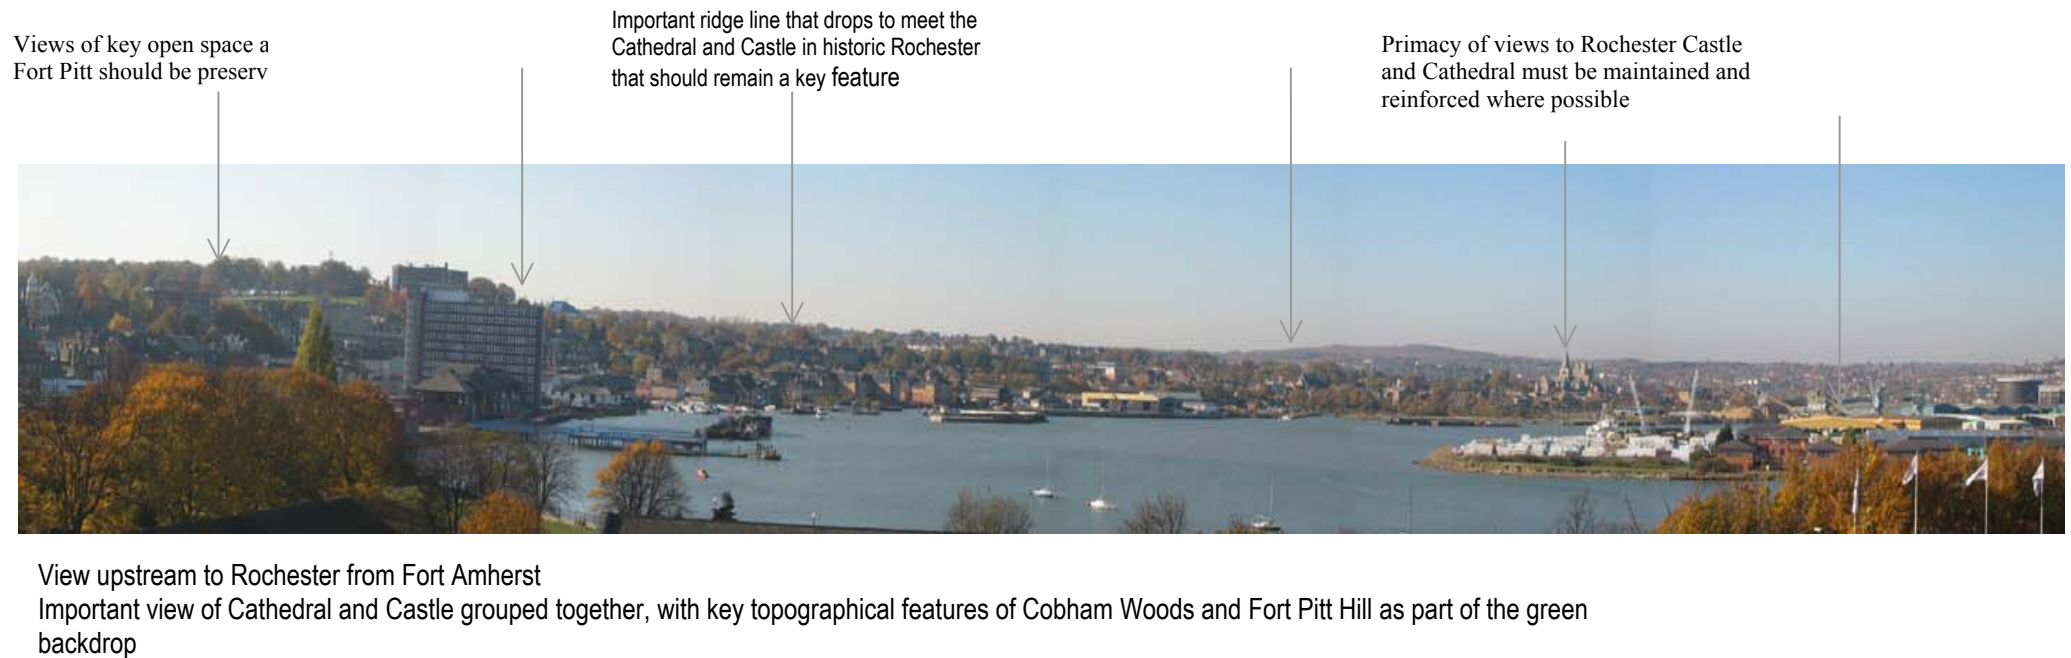 Views of key open space a
Fort Pitt should be preserv
Important ridge line that drops to meet the
Cathedral and Castle in historic Rochester
that should remain a key feature
Primacy of views to Rochester Castle
and Cathedral must be maintained and
reinforced where possible
View upstream to Rochester from Fort Amherst
Important view of Cathedral and Castle grouped together, with key topographical features of Cobham Woods and Fort Pitt Hill as part of the green
backdrop